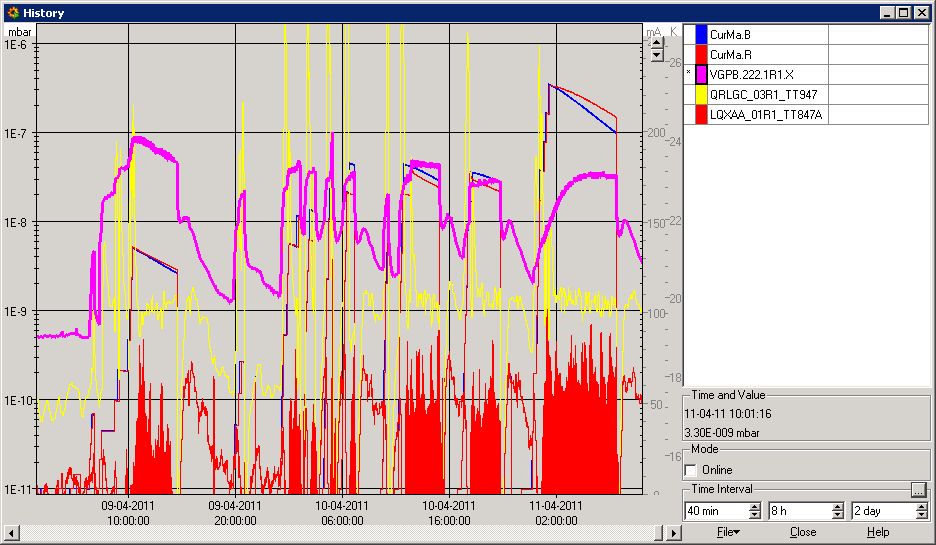 History
mbar
mA K
1E-6
1E-7
1E-8
1E-9
1E-10
1E-11
200
150
100
50
0
26
24
22
20
18
16
09-04-2011
10:00:00
09-04-2011
20:00:00
10-04-2011
06:00:00
10-04-2011
16:00:00
11-04-2011
02:00:00
CurMa.B
CurMa.R
* VGPB.222.1R1.X
QRLGC_03R1_TT947
LQXAA_01R1_TT847A
Time and Value
11-04-11 10:01:16
3.30E-009 mbar
Mode
Online
Time Interval
...
40 min 8 h 2 day
File Close Help